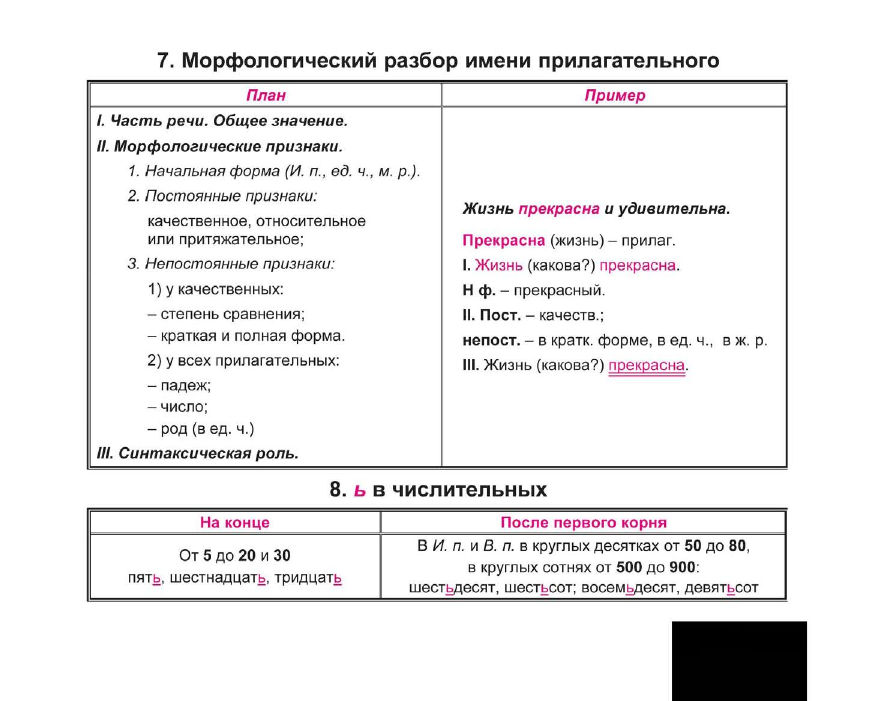 7. Морфологический разбор имени прилагательного
План
I. Часть речи. Общее значение.
II. Морфологические признаки.
1. Начальная форма (И. п., ед. ч., м. р.).
2. Постоянные признаки:
качественное, относительное
или притяжательное;
3. Непостоянные признаки:
1) у качественных:
– степень сравнения;
– краткая и полная форма.
2) у всех прилагательных:
– падеж;
– число;
– род (в ед. ч.)
III. Синтаксическая роль.
Пример
Жизнь прекрасна и удивительна.
Прекрасна (жизнь) – прилаг.
I. Жизнь (какова?) прекрасна.
Н ф. – прекрасный.
II. Пост. – качеств.;
непост. – в кратк. форме, в ед. ч., в ж. р.
III. Жизнь (какова?) прекрасна.
8. ь в числительных
На конце
От 5 до 20 и 30
пять, шестнадцать, тридцать
После первого корня
В И. п. и В. п. в круглых десятках от 50 до 80,
в круглых сотнях от 500 до 900:
шестьдесят, шестьсот; восемьдесят, девятьсот